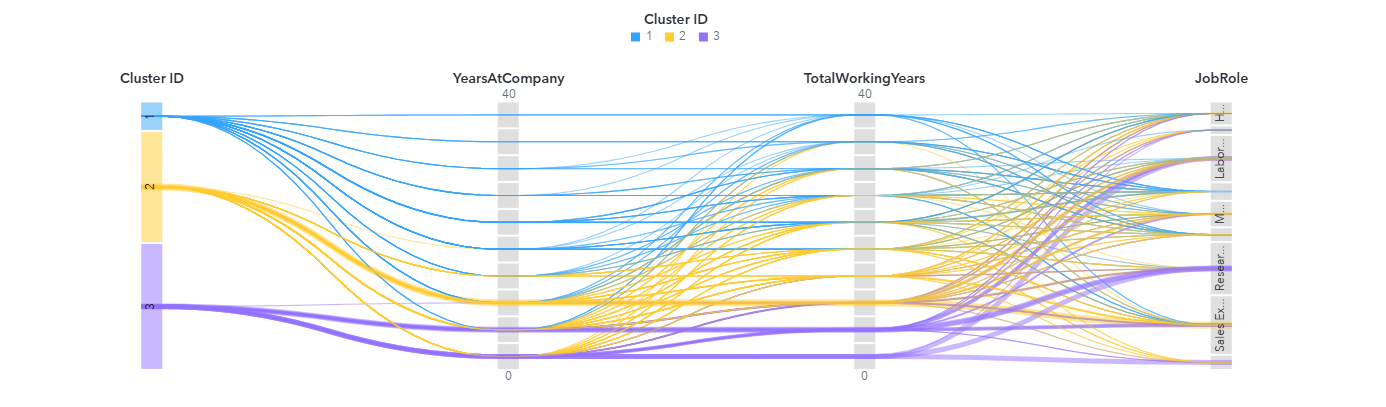 Cluster ID
1 2 3
Cluster ID YearsAtCompany TotalWorkingYears JobRole
40 40
1
2
3
H...
Labor...
M...
Resear...
Sales Ex...
0 0